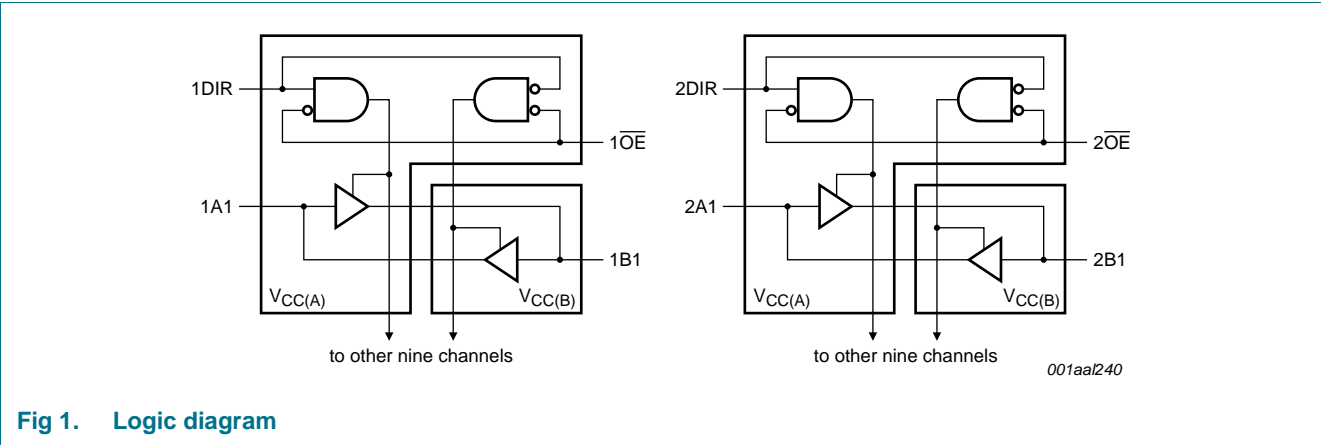 1DIR
1OE
1A1
1B1
VCC(A)
VCC(B)
to other nine channels
2DIR
2OE
2A1
2B1
VCC(A)
VCC(B)
to other nine channels
001aal240
Fig 1. Logic diagram